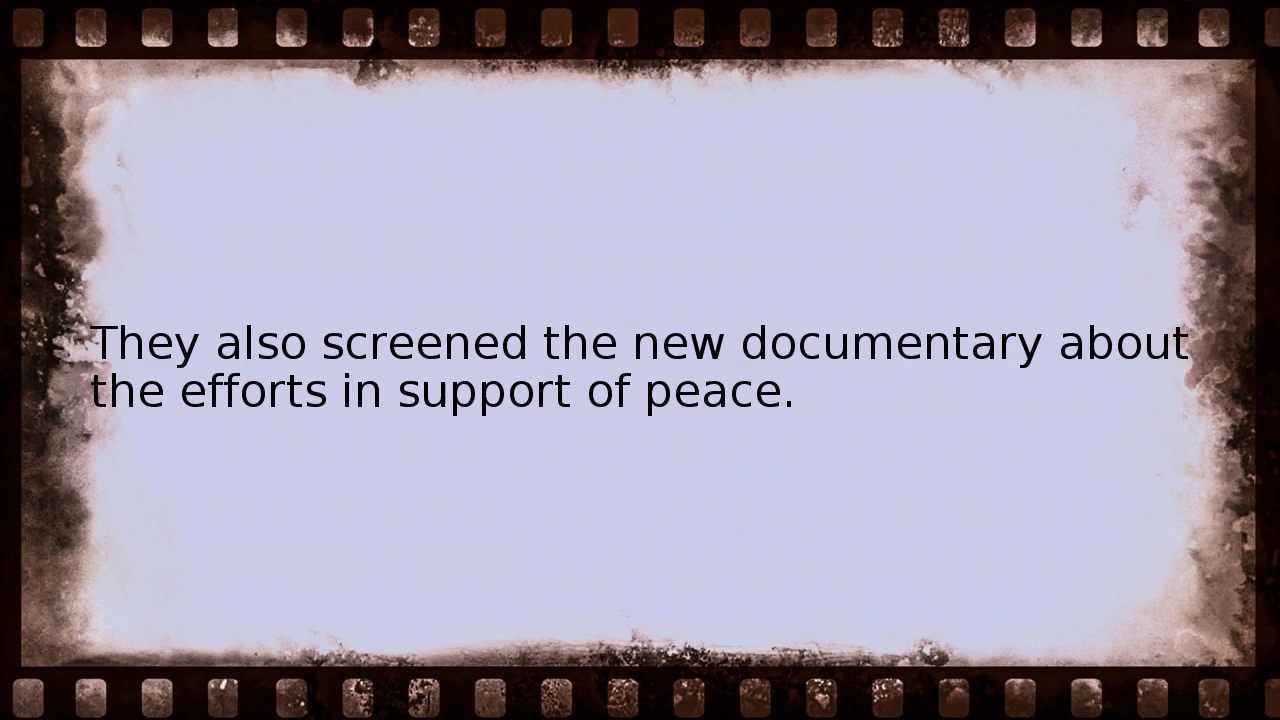 They also screened the new documentary about
the efforts in support of peace.